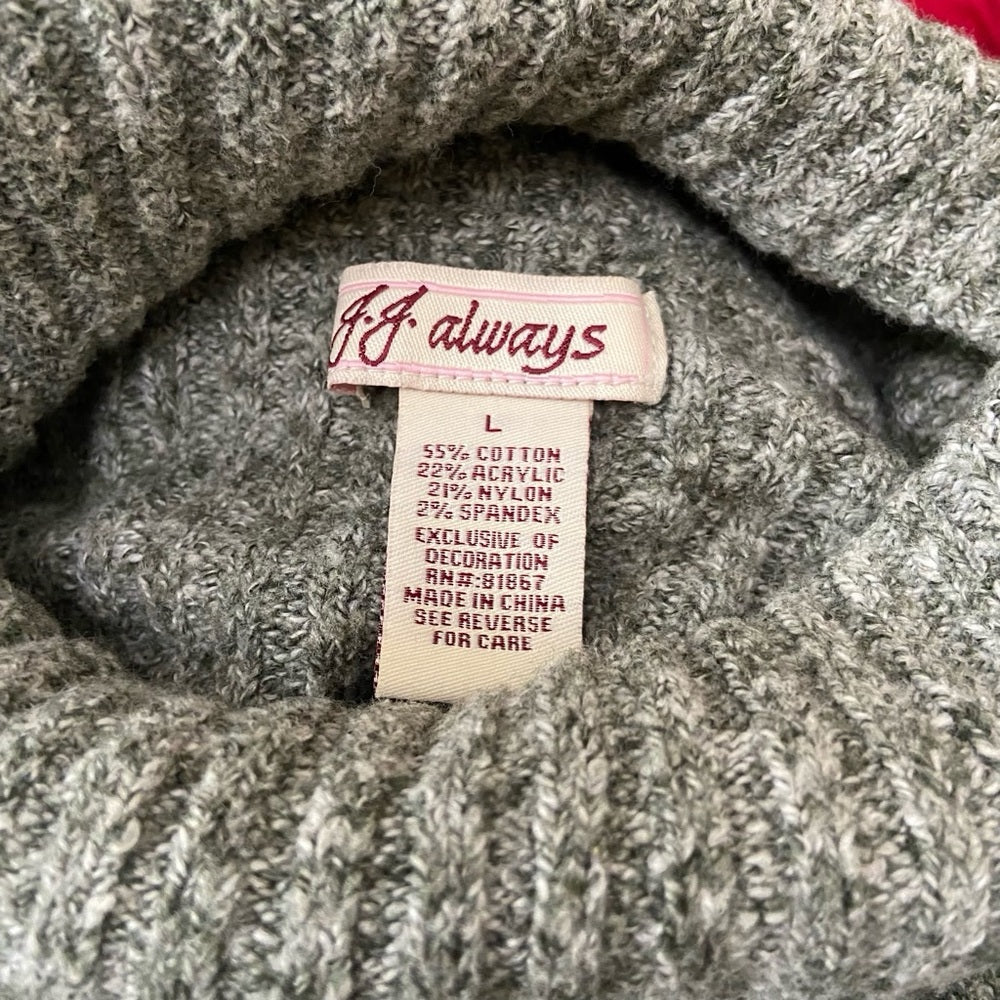 J.J. always
L
55% COTTON
22% ACRYLIC
21% NYLON
2% SPANDEX
EXCLUSIVE OF
DECORATION
RN#:81867
MADE IN CHINA
SEE REVERSE
FOR CARE